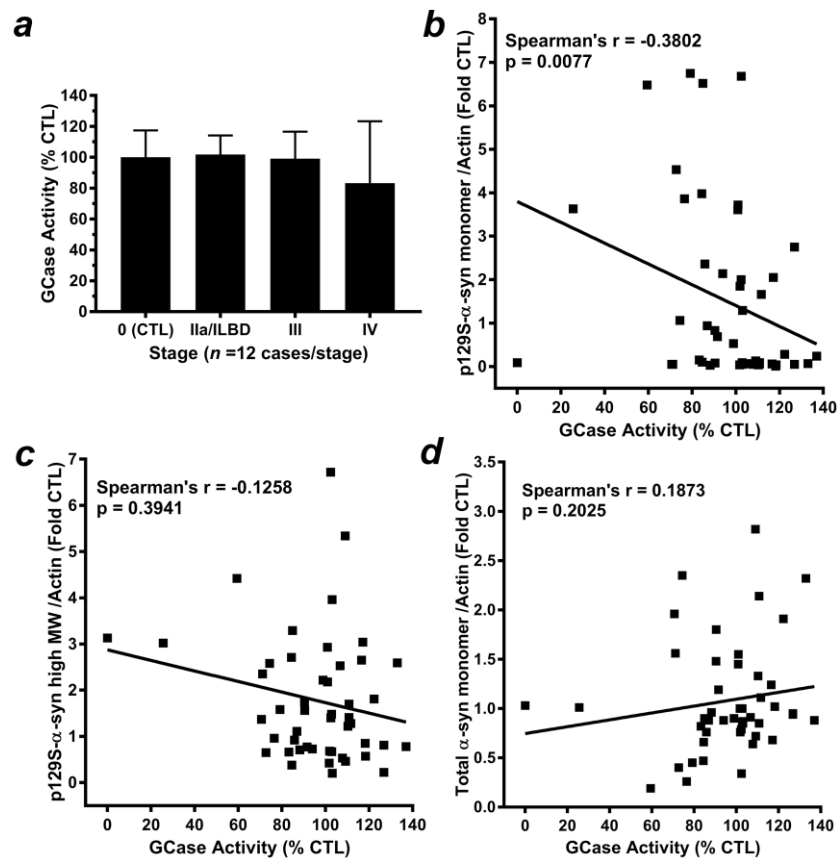 a
GCase Activity (% CTL)
140
120
100
80
60
40
20
0
0 (CTL) IIa/ILBD III IV
Stage (n =12 cases/stage)
b
p129S-α-syn monomer /Actin (Fold CTL)
8
7
6
5
4
3
2
1
0
Spearman's r = -0.3802
p = 0.0077
0 20 40 60 80 100 120 140
GCase Activity (% CTL)
c
p129S-α-syn high MW /Actin (Fold CTL)
7
6
5
4
3
2
1
0
Spearman's r = -0.1258
p = 0.3941
0 20 40 60 80 100 120 140
GCase Activity (% CTL)
d
Total α-syn monomer /Actin (Fold CTL)
3.5
3.0
2.5
2.0
1.5
1.0
0.5
0.0
Spearman's r = 0.1873
p = 0.2025
0 20 40 60 80 100 120 140
GCase Activity (% CTL)